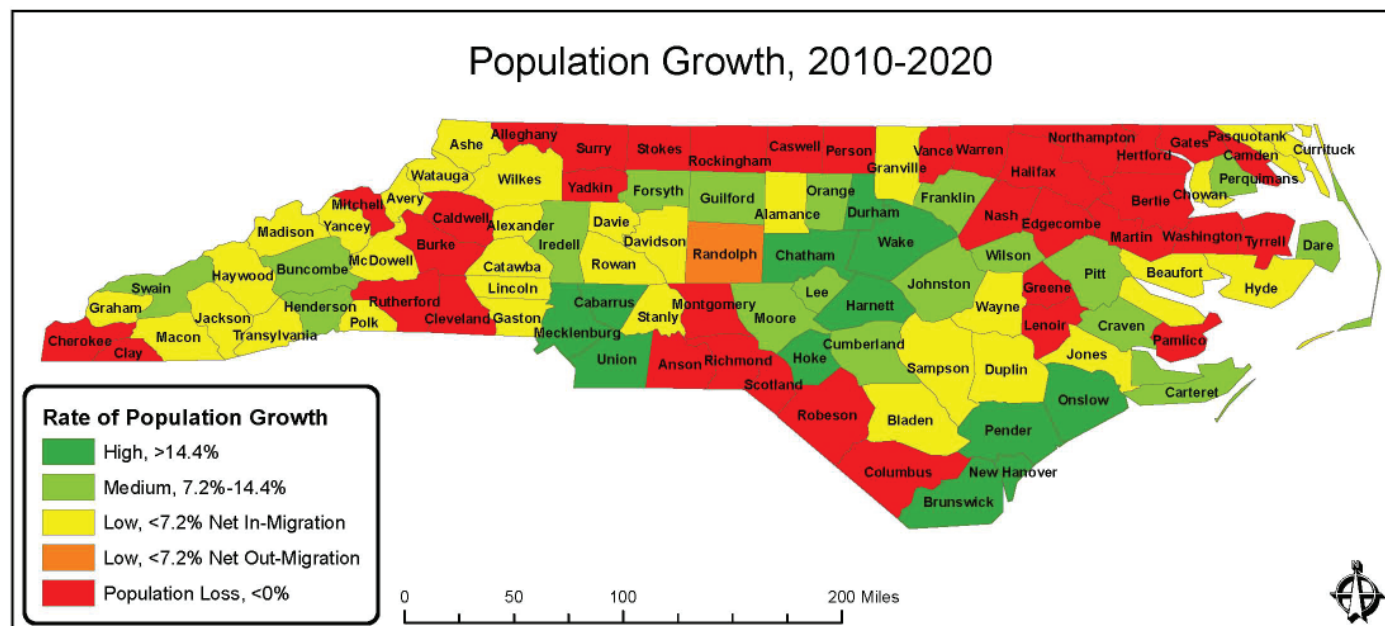 Population Growth, 2010-2020
Alleghany
Northampton
Pasquotank
Ashe
Surry
Stokes
Caswell
Person
Vance
Warren
Gates
Currituck
Rockingham
Hertford
Camden
Watauga
Granville
Halifax
Wilkes
Yadkin
Forsyth
Guilford
Orange
Perquimans
Mitchell
Avery
Franklin
Chowan
Caldwell
Alamance
Durham
Nash
Bertie
Yancey
Alexander
Davie
Edgecombe
Madison
Burke
Iredell
Davidson
Wake
Martin
Washington
Tyrrell
Dare
McDowell
Randolph
Chatham
Wilson
Buncombe
Catawba
Rowan
Pitt
Beaufort
Haywood
Swain
Lincoln
Johnston
Greene
Hyde
Graham
Henderson
Rutherford
Cabarrus
Montgomery
Lee
Harnett
Wayne
Jackson
Cleveland
Gaston
Stanly
Moore
Lenoir
Craven
Polk
Macon
Transylvania
Mecklenburg
Cherokee
Clay
Union
Hoke
Cumberland
Pamlico
Anson
Richmond
Sampson
Duplin
Jones
Scotland
Carteret
Onslow
Robeson
Bladen
Pender
Columbus
New Hanover
Brunswick
Rate of Population Growth
High, >14.4%
Medium, 7.2%-14.4%
Low, <7.2% Net In-Migration
Low, <7.2% Net Out-Migration
Population Loss, <0%
0 50 100 200 Miles